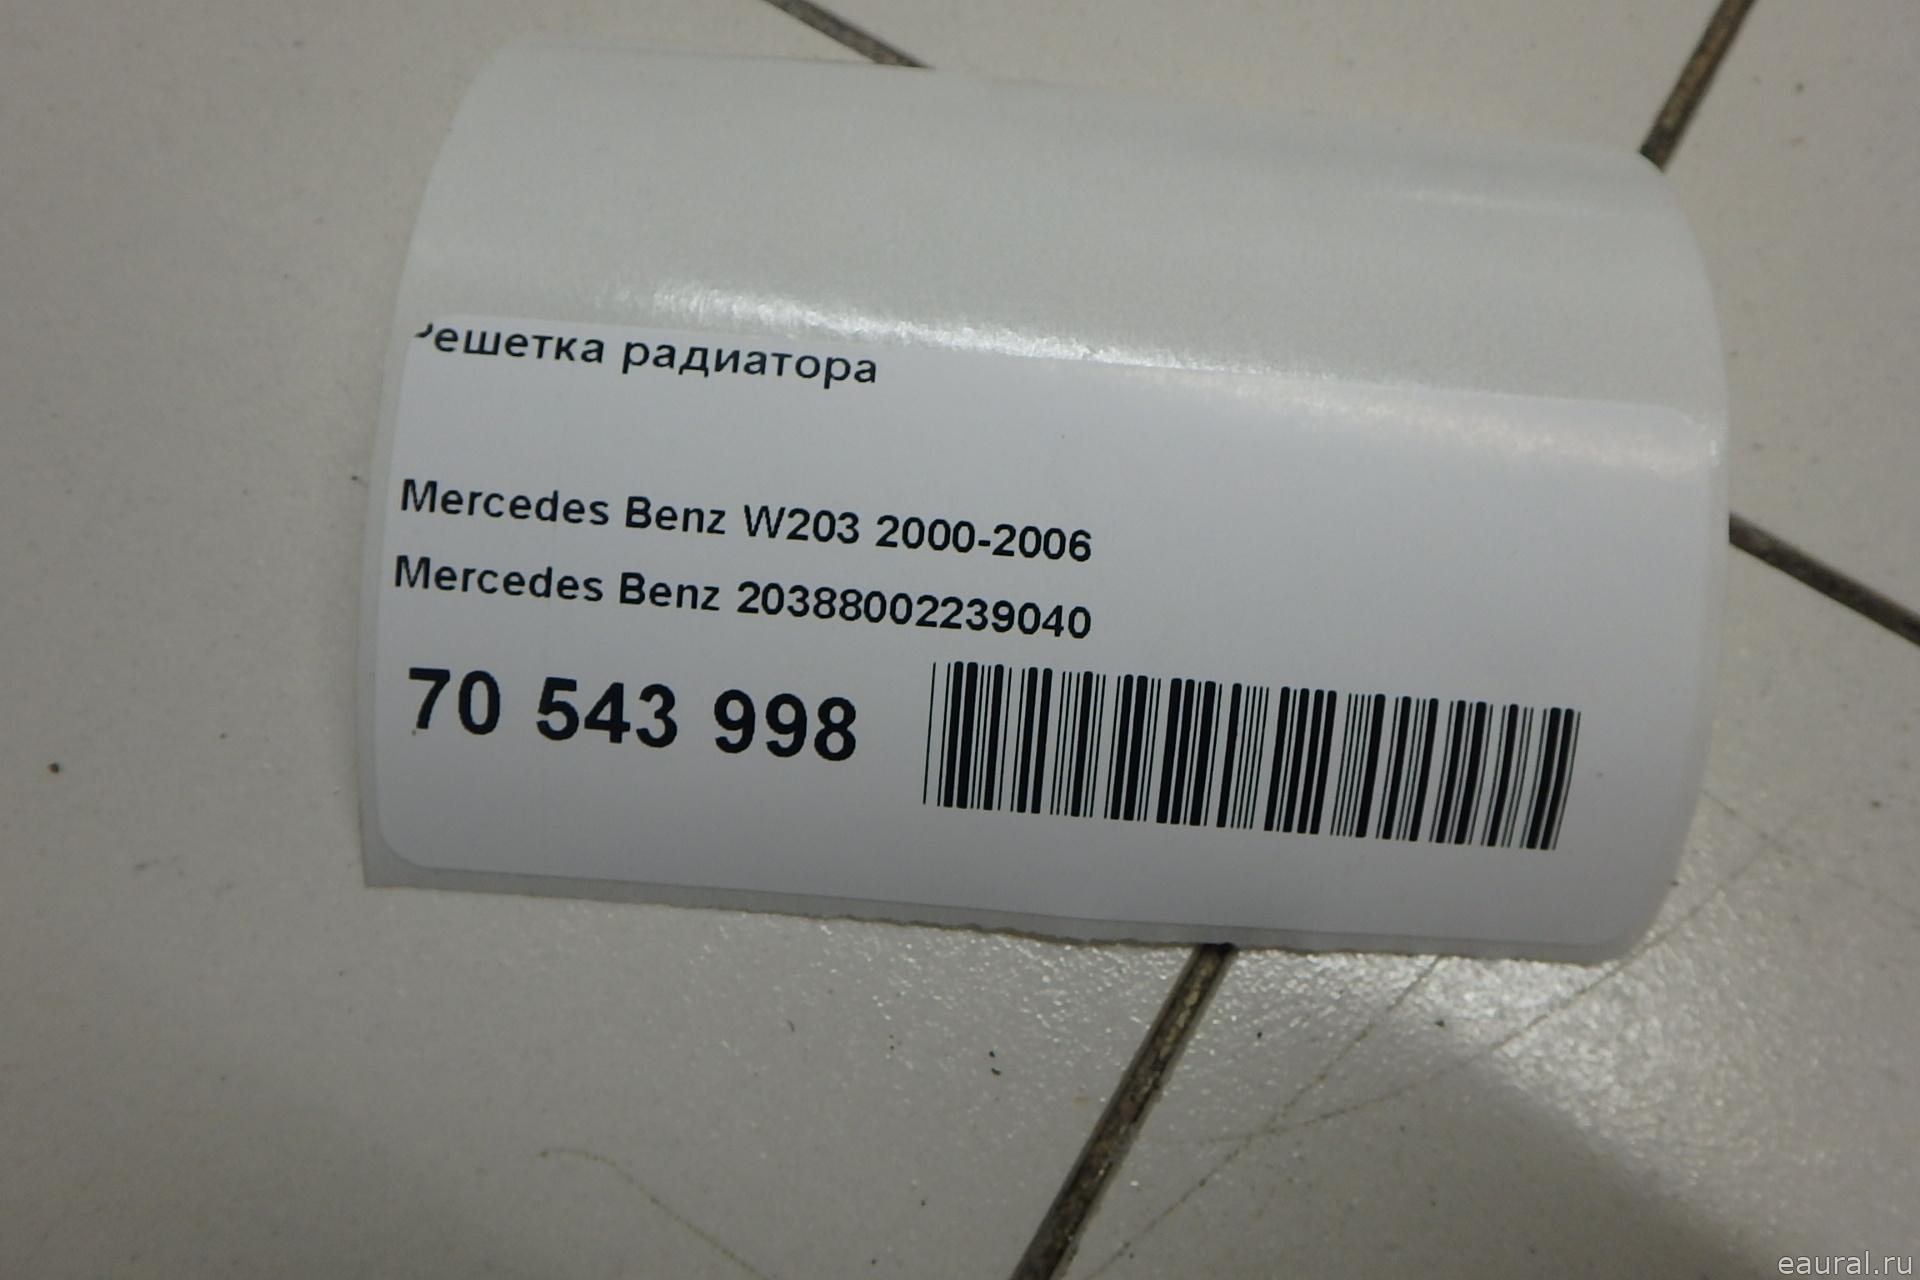 Решетка радиатора
Mercedes Benz W203 2000-2006
Mercedes Benz 20388002239040
70 543 998
eaural.ru